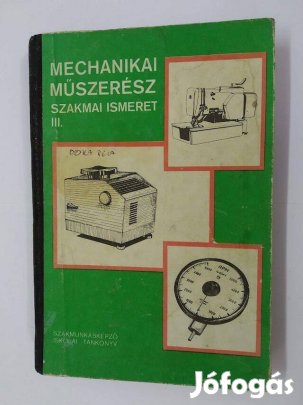 MECHANIKAI
MŰSZERÉSZ
SZAKMAI ISMERET
III.
SZAKMUNKÁSKÉPZŐ
ISKOLAI TANKÖNYV
Jófogás